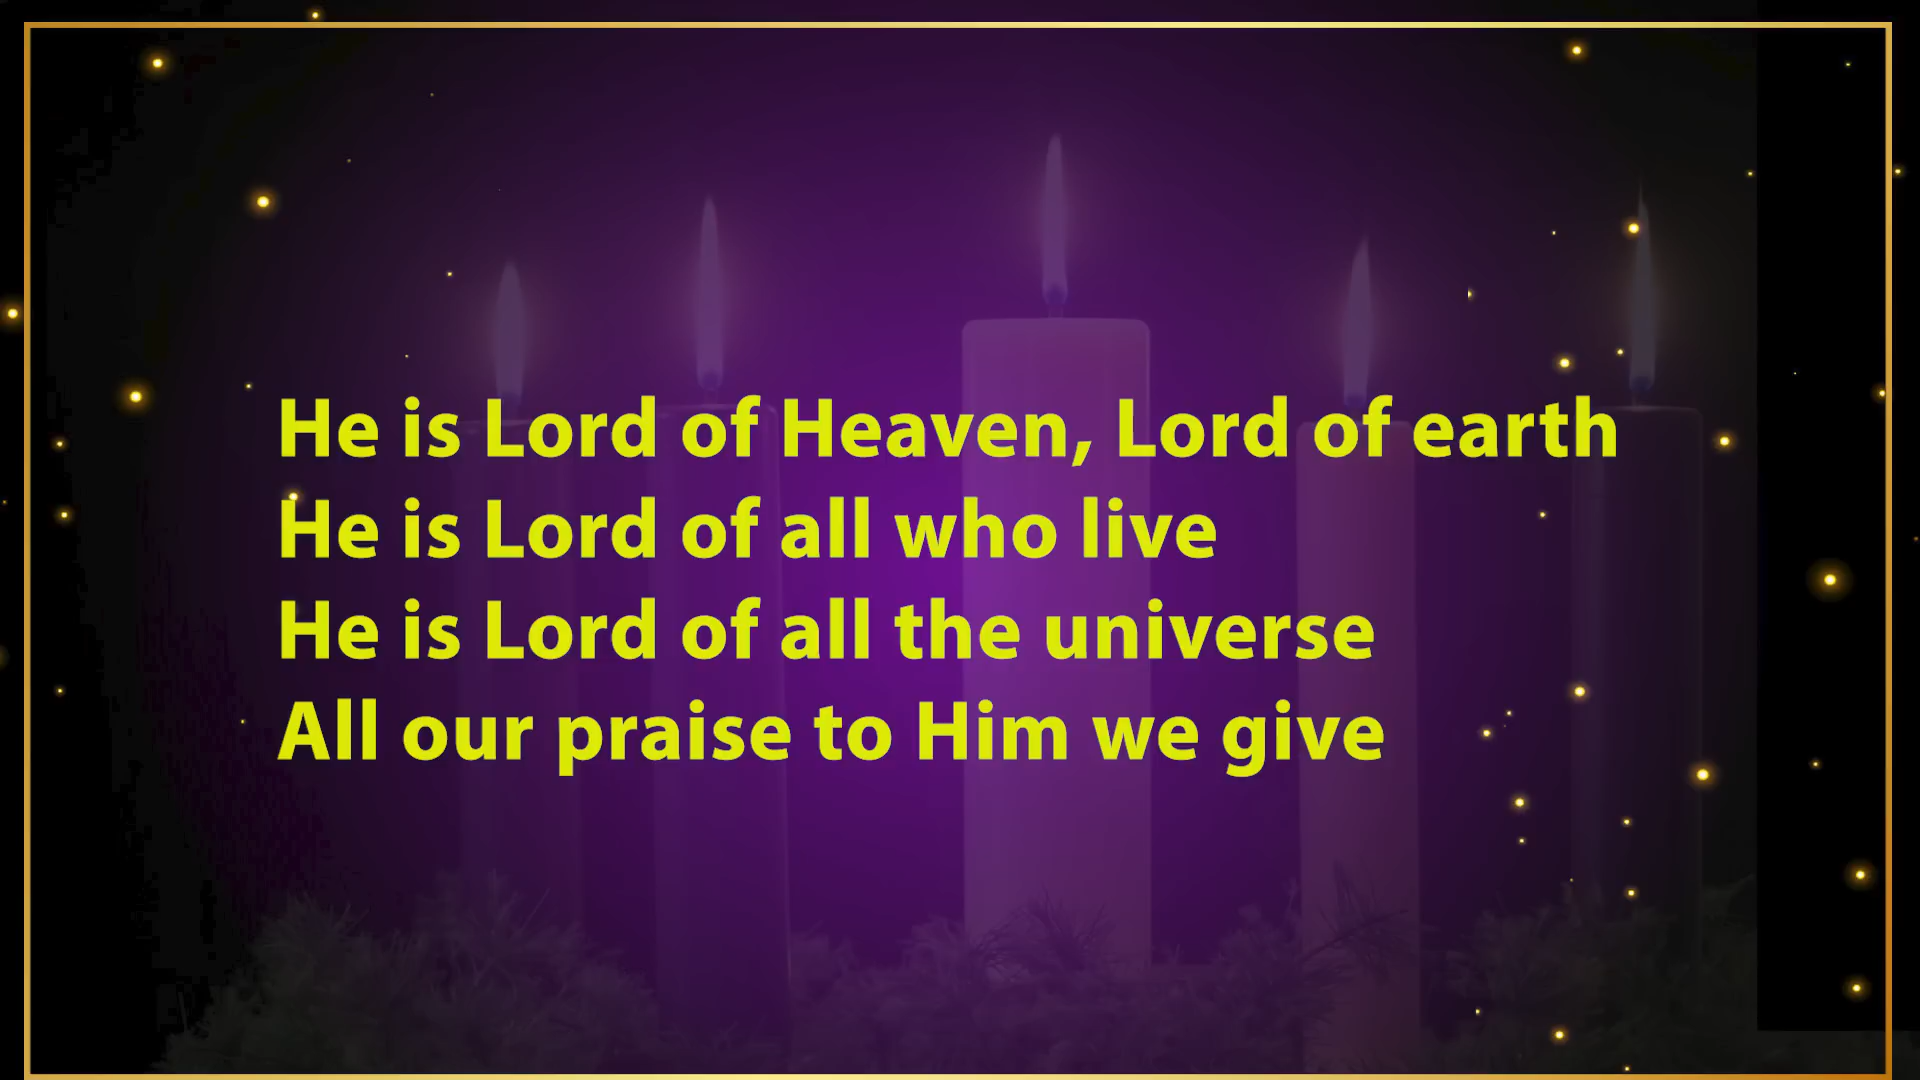 He is Lord of Heaven, Lord of earth
He is Lord of all who live
He is Lord of all the universe
All our praise to Him we give